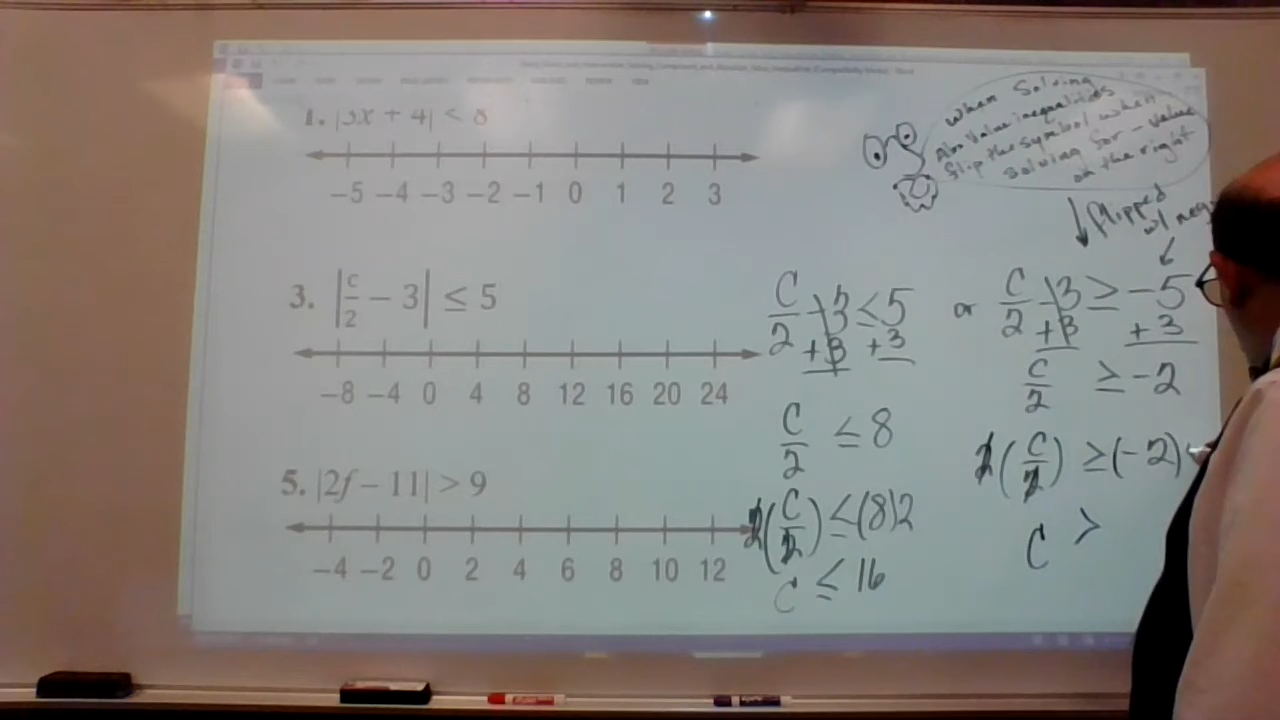 1. |3x + 4| < 8
-5 -4 -3 -2 -1 0 1 2 3
3. |c/2 - 3| ≤ 5
-8 -4 0 4 8 12 16 20 24
5. |2f - 11| > 9
-4 -2 0 2 4 6 8 10 12
When Solving
Abs Value inequalities
flip the symbol when
solving for - value
on the right
flipped
w/ neg
c/2 - 3 ≤ 5
+3 +3
c/2 ≤ 8
2(c/2) ≤ (8)2
c ≤ 16
or c/2 - 3 ≥ -5
+3 +3
c/2 ≥ -2
2(c/2) ≥ (-2)
c >